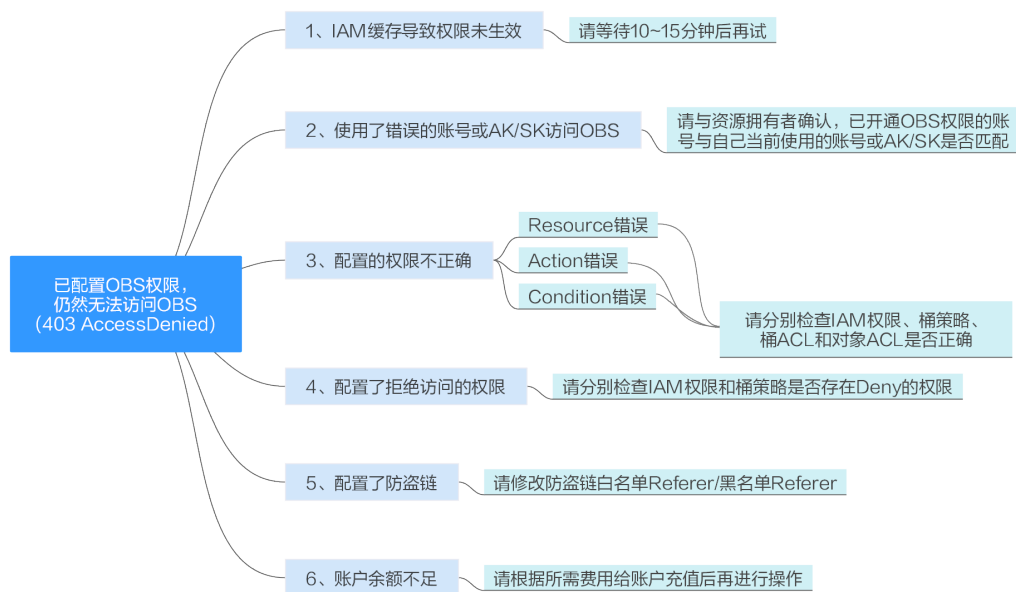 已配置OBS权限，
仍然无法访问OBS
（403 AccessDenied）
1、IAM缓存导致权限未生效
请等待10~15分钟后再试
2、使用了错误的账号或AK/SK访问OBS
请与资源拥有者确认，已开通OBS权限的账
号与自己当前使用的账号或AK/SK是否匹配
3、配置的权限不正确
Resource错误
Action错误
Condition错误
请分别检查IAM权限、桶策略、
桶ACL和对象ACL是否正确
4、配置了拒绝访问的权限
请分别检查IAM权限和桶策略是否存在Deny的权限
5、配置了防盗链
请修改防盗链白名单Referer/黑名单Referer
6、账户余额不足
请根据所需费用给账户充值后再进行操作